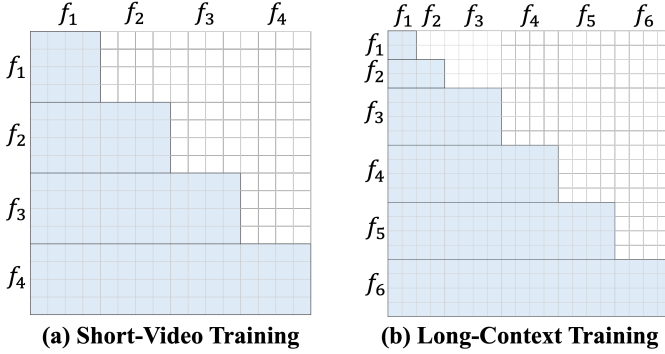 f₁ f₂ f₃ f₄
f₁
f₂
f₃
f₄
(a) Short-Video Training
f₁ f₂ f₃ f₄ f₅ f₆
f₁
f₂
f₃
f₄
f₅
f₆
(b) Long-Context Training